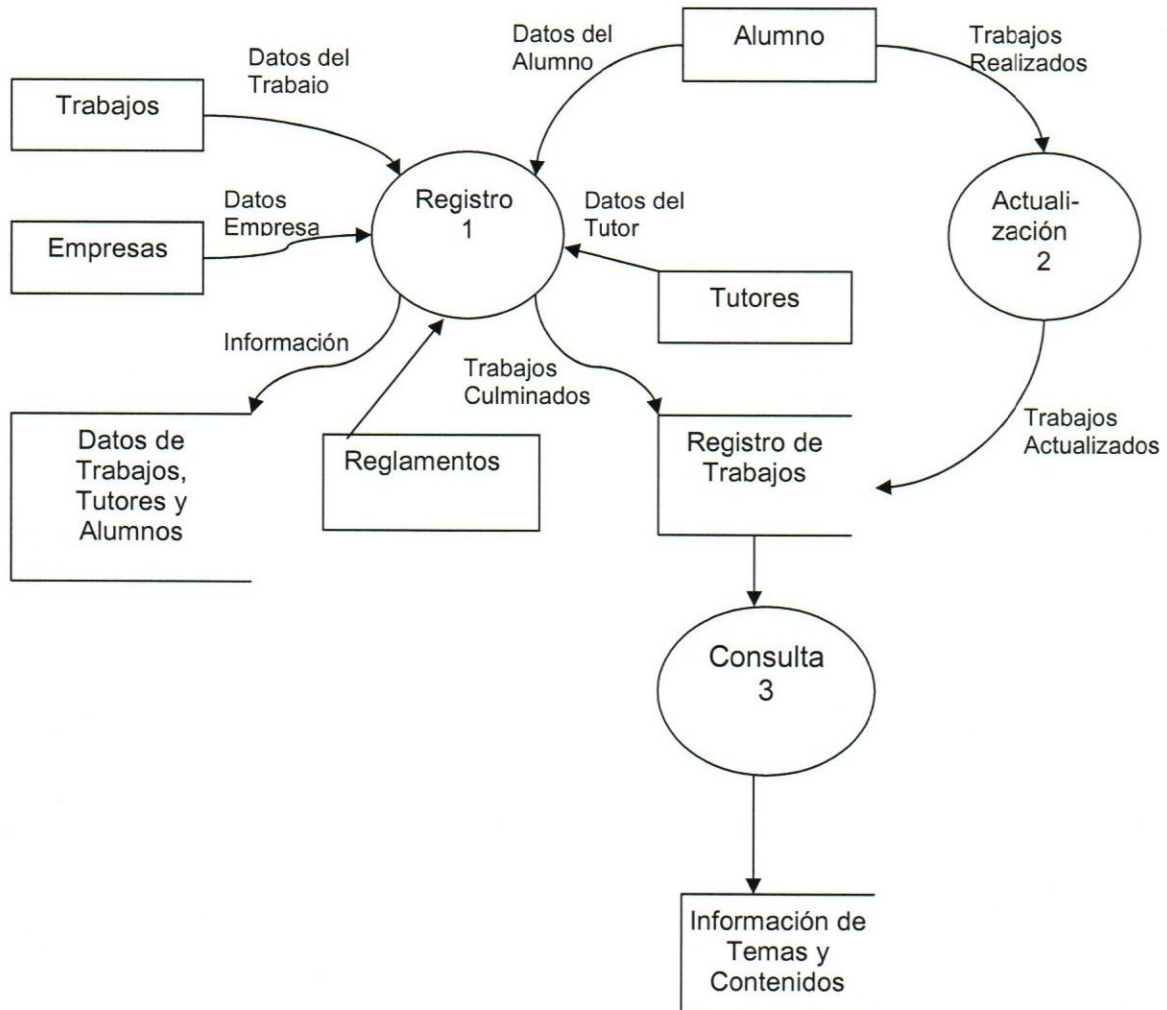 Datos del
Alumno
Alumno
Trabajos
Realizados
Datos del
Trabaio
Trabajos
Datos
Empresa
Empresas
Registro
1
Datos del
Tutor
Tutores
Actuali-
zación
2
Información
Trabajos
Culminados
Datos de
Trabajos,
Tutores y
Alumnos
Reglamentos
Registro de
Trabajos
Trabajos
Actualizados
Consulta
3
Información de
Temas y
Contenidos